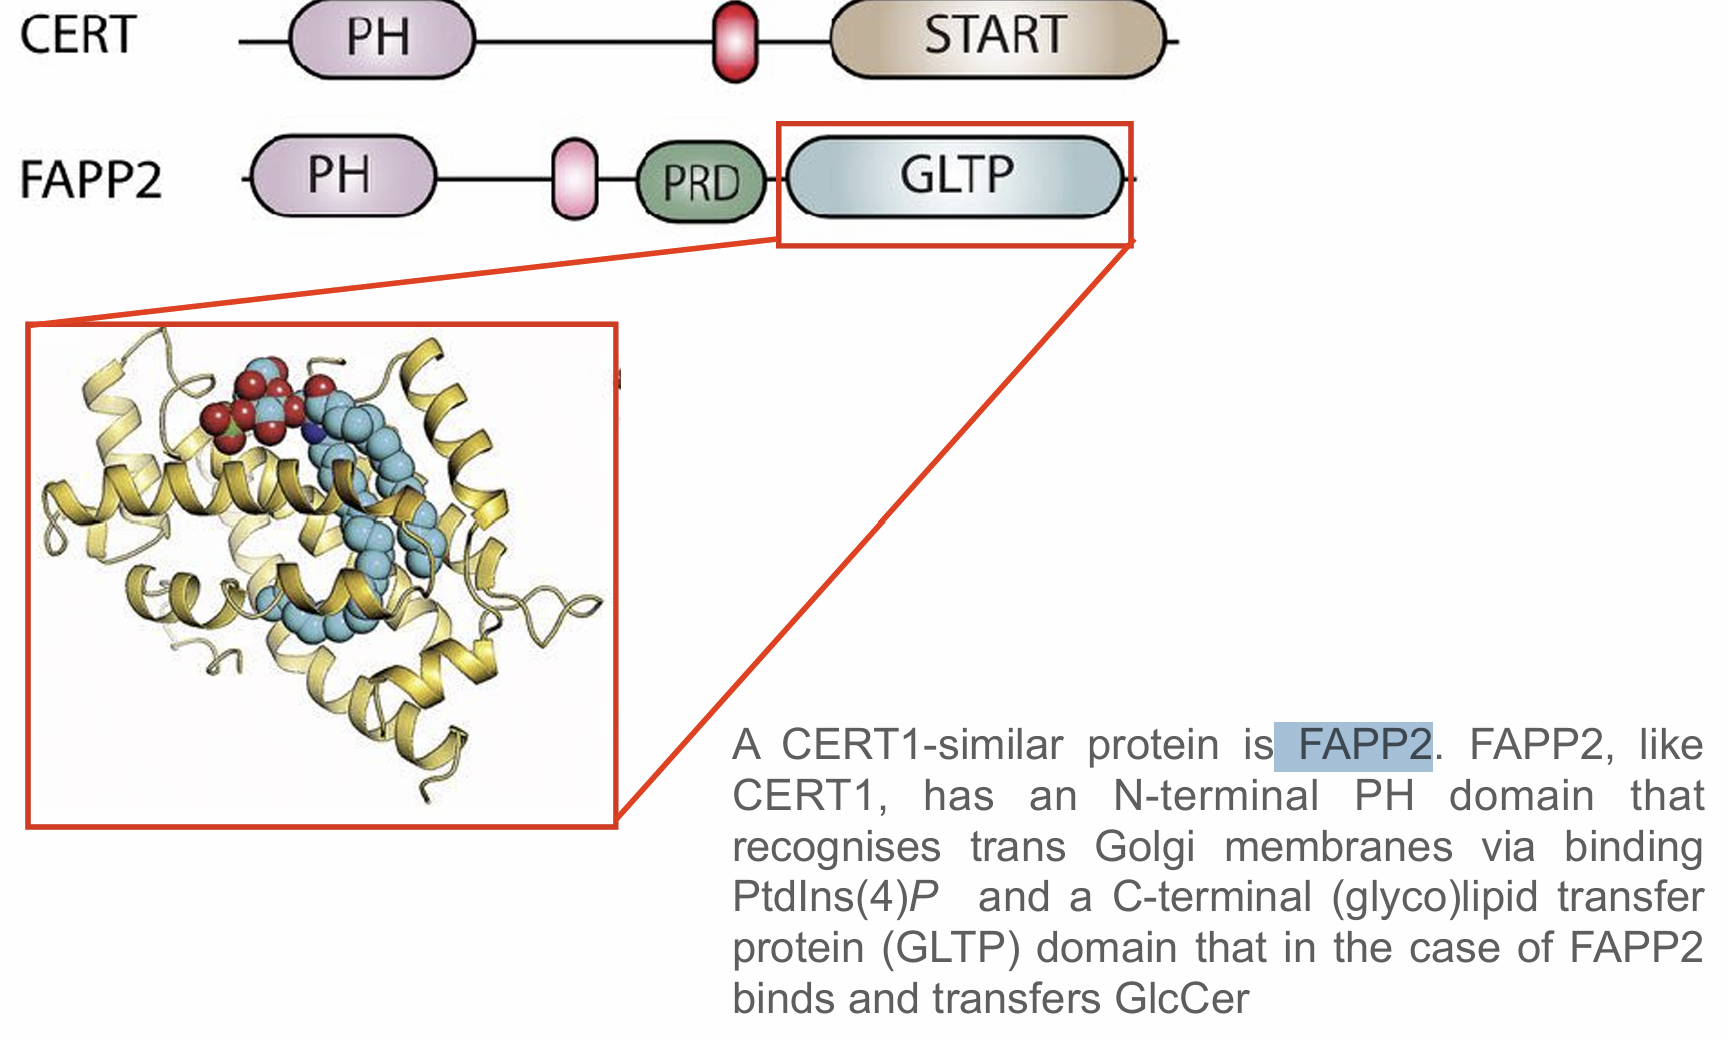 CERT PH START
FAPP2 PH PRD GLTP
A CERT1-similar protein is FAPP2. FAPP2, like
CERT1, has an N-terminal PH domain that
recognises trans Golgi membranes via binding
PtdIns(4)P and a C-terminal (glyco)lipid transfer
protein (GLTP) domain that in the case of FAPP2
binds and transfers GlcCer